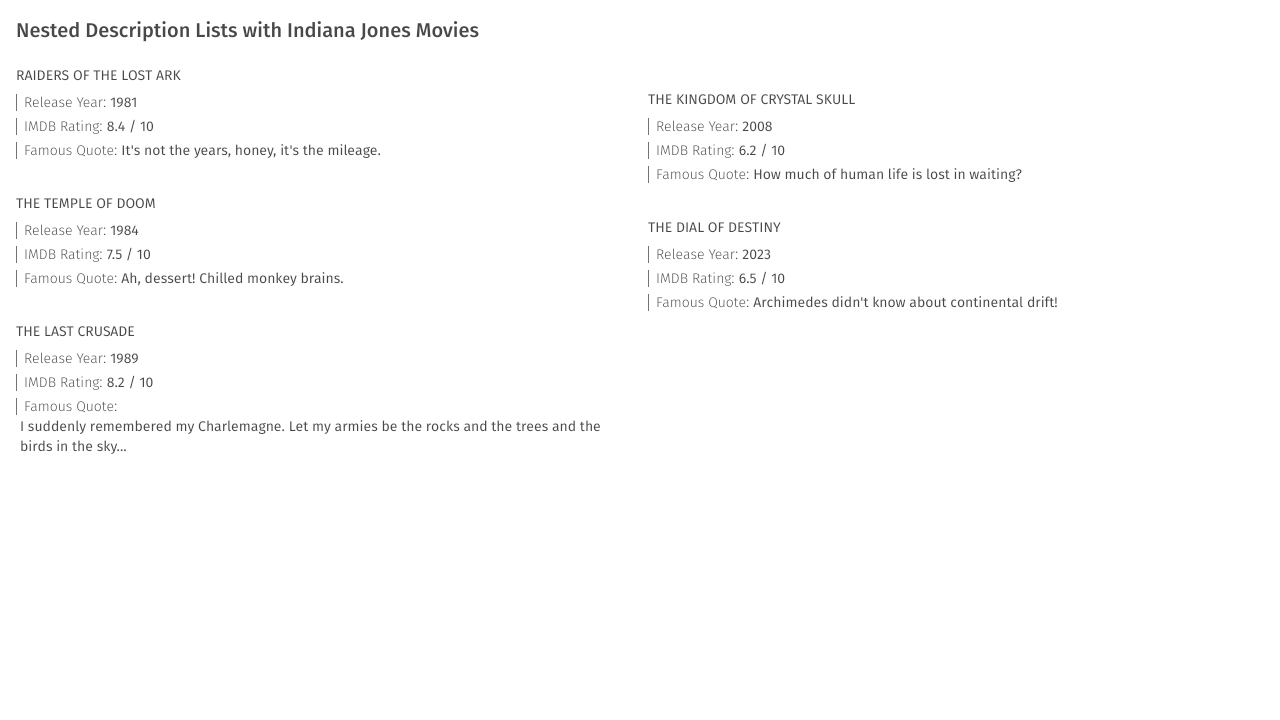 Nested Description Lists with Indiana Jones Movies
RAIDERS OF THE LOST ARK
Release Year: 1981
IMDB Rating: 8.4 / 10
Famous Quote: It's not the years, honey, it's the mileage.
THE TEMPLE OF DOOM
Release Year: 1984
IMDB Rating: 7.5 / 10
Famous Quote: Ah, dessert! Chilled monkey brains.
THE LAST CRUSADE
Release Year: 1989
IMDB Rating: 8.2 / 10
Famous Quote:
I suddenly remembered my Charlemagne. Let my armies be the rocks and the trees and the
birds in the sky...
THE KINGDOM OF CRYSTAL SKULL
Release Year: 2008
IMDB Rating: 6.2 / 10
Famous Quote: How much of human life is lost in waiting?
THE DIAL OF DESTINY
Release Year: 2023
IMDB Rating: 6.5 / 10
Famous Quote: Archimedes didn't know about continental drift!